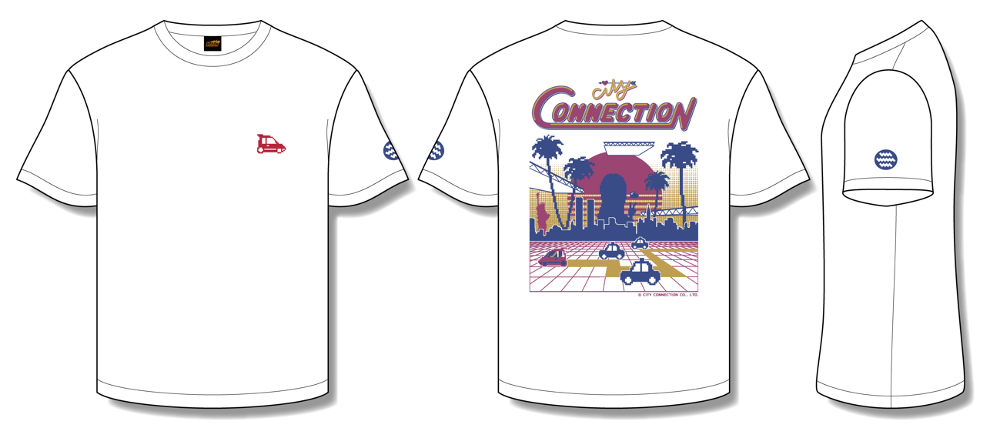 city
CONNECTION
© CITY CONNECTION CO., LTD.